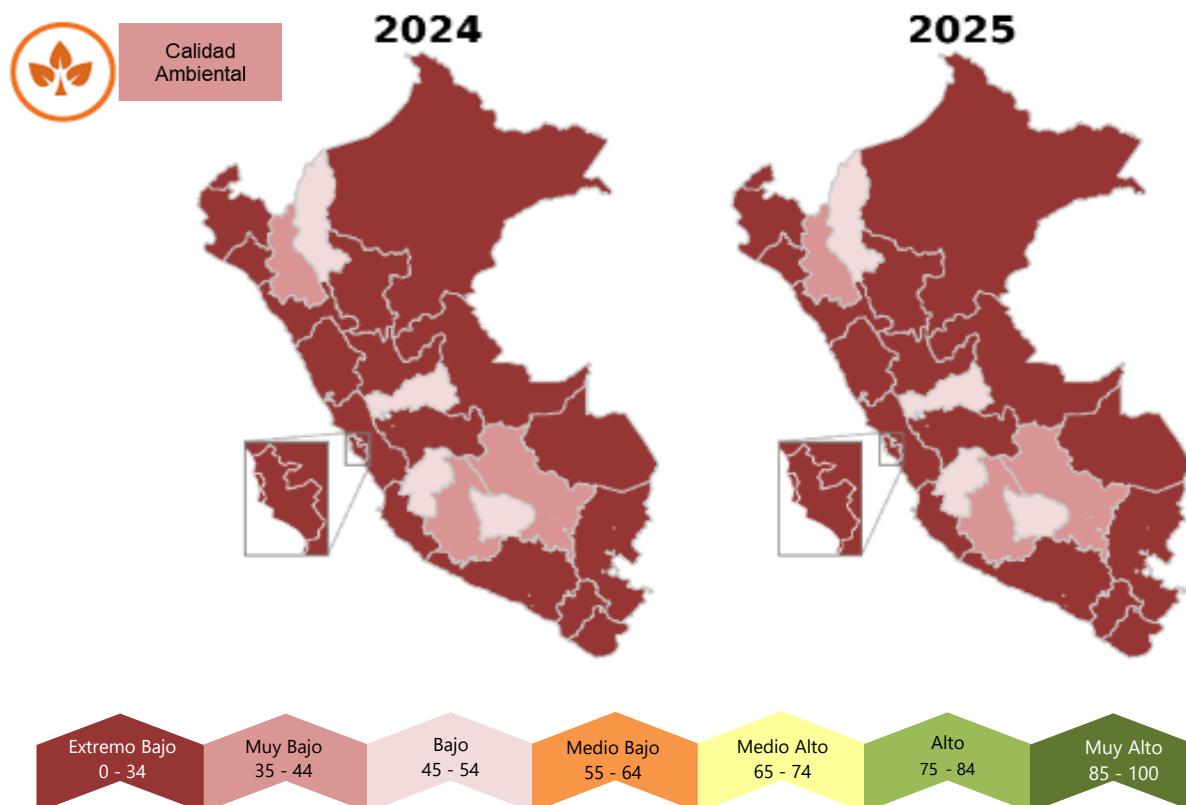 Calidad
Ambiental
2024
2025
Extremo Bajo
0 - 34
Muy Bajo
35 - 44
Bajo
45 - 54
Medio Bajo
55 - 64
Medio Alto
65 - 74
Alto
75 - 84
Muy Alto
85 - 100